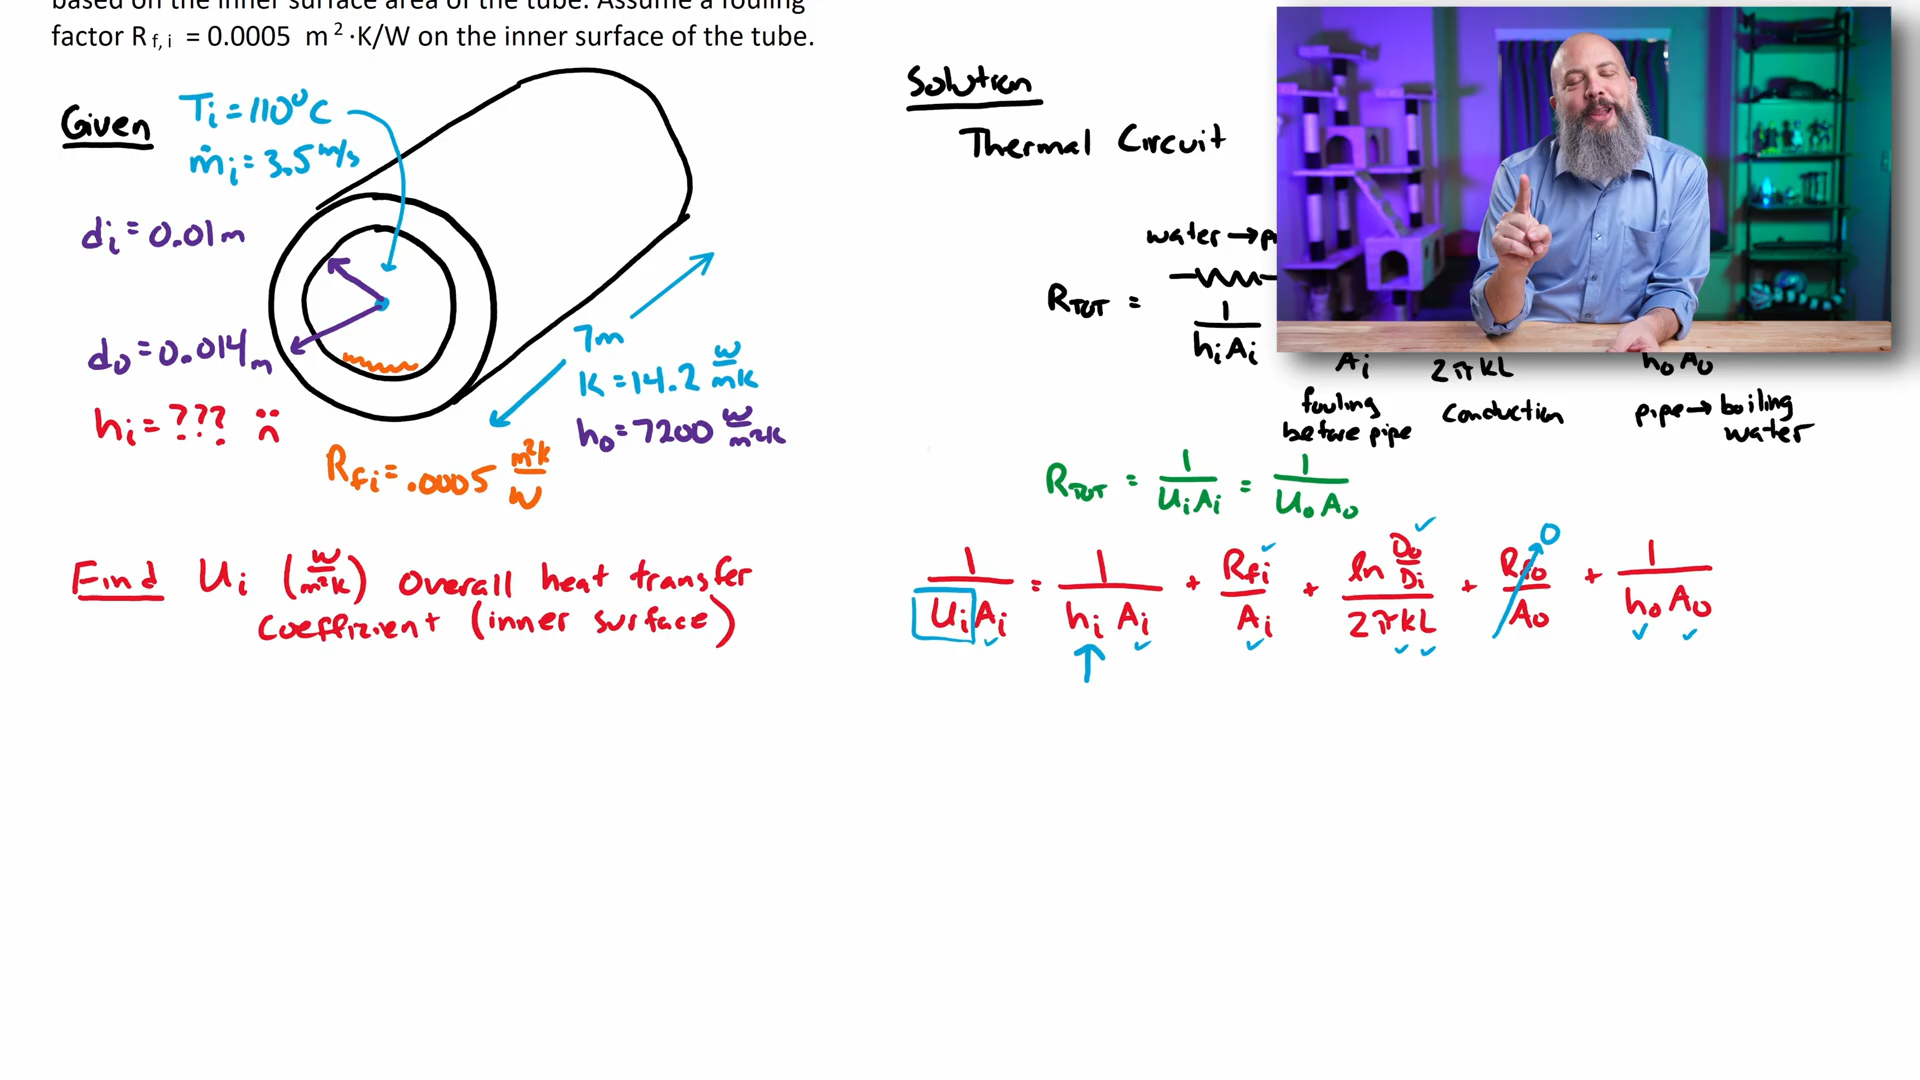 based on the inner surface area of the tube. Assume a fouling
factor R f, i = 0.0005 m²·K/W on the inner surface of the tube.
Given
Ti = 110°C
ṁi = 3.5 m/s
di = 0.01m
do = 0.014m
hi = ???
Rfi = .0005 m²K/W
7m
K = 14.2 W/mK
ho = 7200 W/m²K
Find Ui (W/m²K) overall heat transfer
coefficient (inner surface)
Solution
Thermal Circuit
water →
RTOT = 1/hiAi
Ai
2πKL
hoAo
fouling
before pipe
conduction
pipe → boiling
water
RTOT = 1/UiAi = 1/UoAo
1/UiAi = 1/hiAi + Rfi/Ai + ln Do/Di / 2πKL + Rfo/Ao + 1/hoAo
0